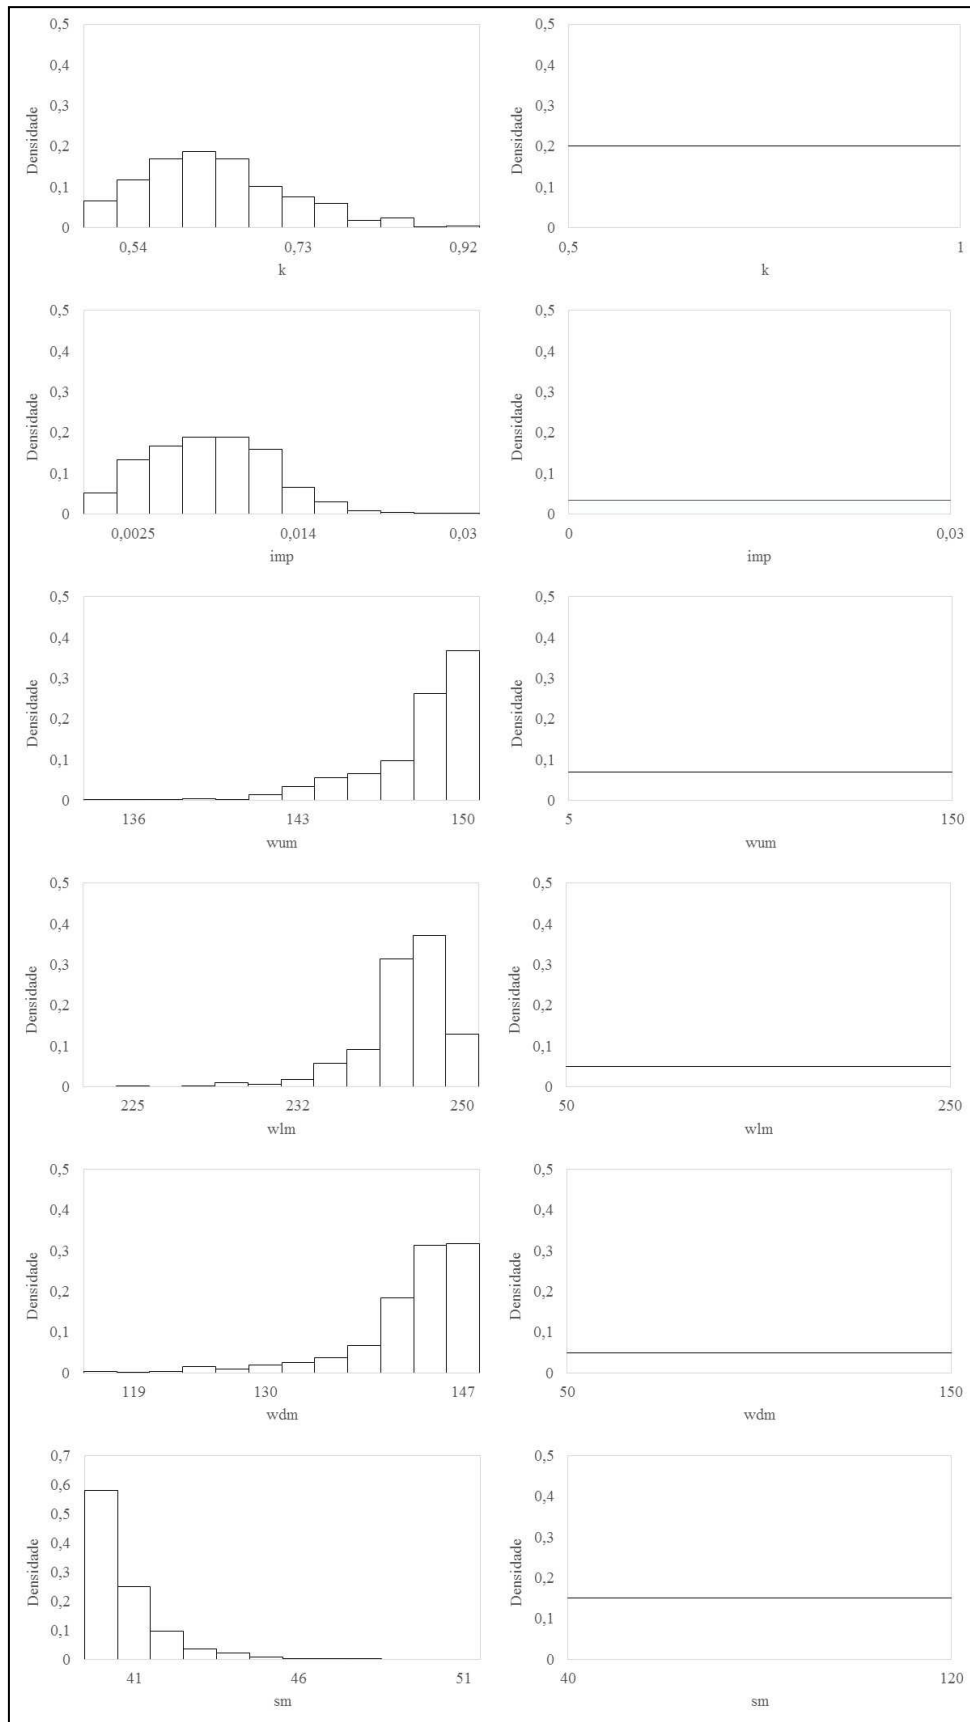 0,5
0,4
0,3
0,2
0,1
0
Densidade
0,54 0,73 0,92
k
0,5
0,4
0,3
0,2
0,1
0
Densidade
0,5 1
k
0,5
0,4
0,3
0,2
0,1
0
Densidade
0,0025 0,014 0,03
imp
0,5
0,4
0,3
0,2
0,1
0
Densidade
0 0,03
imp
0,5
0,4
0,3
0,2
0,1
0
Densidade
136 143 150
wum
0,5
0,4
0,3
0,2
0,1
0
Densidade
5 150
wum
0,5
0,4
0,3
0,2
0,1
0
Densidade
225 232 250
wlm
0,5
0,4
0,3
0,2
0,1
0
Densidade
50 250
wlm
0,5
0,4
0,3
0,2
0,1
0
Densidade
119 130 147
wdm
0,5
0,4
0,3
0,2
0,1
0
Densidade
50 150
wdm
0,7
0,6
0,5
0,4
0,3
0,2
0,1
0
Densidade
41 46 51
sm
0,5
0,4
0,3
0,2
0,1
0
Densidade
40 120
sm